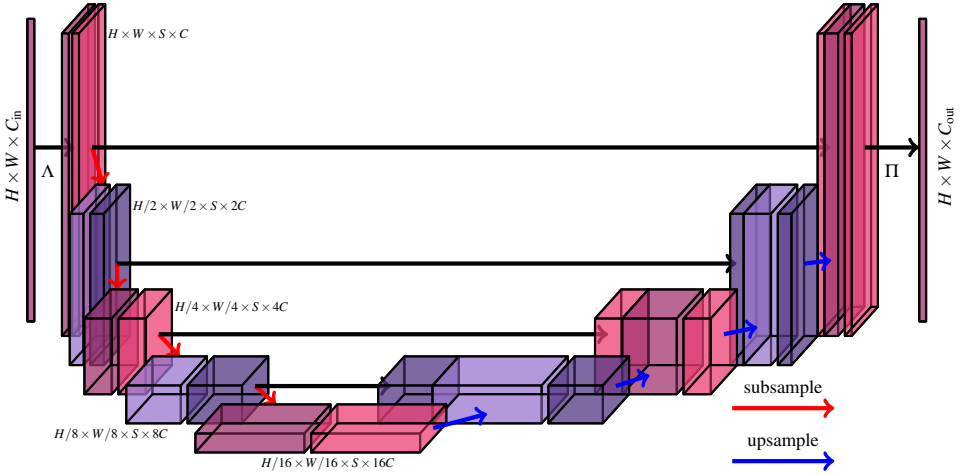 H × W × C_in
Λ
H × W × S × C
H/2 × W/2 × S × 2C
H/4 × W/4 × S × 4C
H/8 × W/8 × S × 8C
H/16 × W/16 × S × 16C
Π
H × W × C_out
subsample
upsample